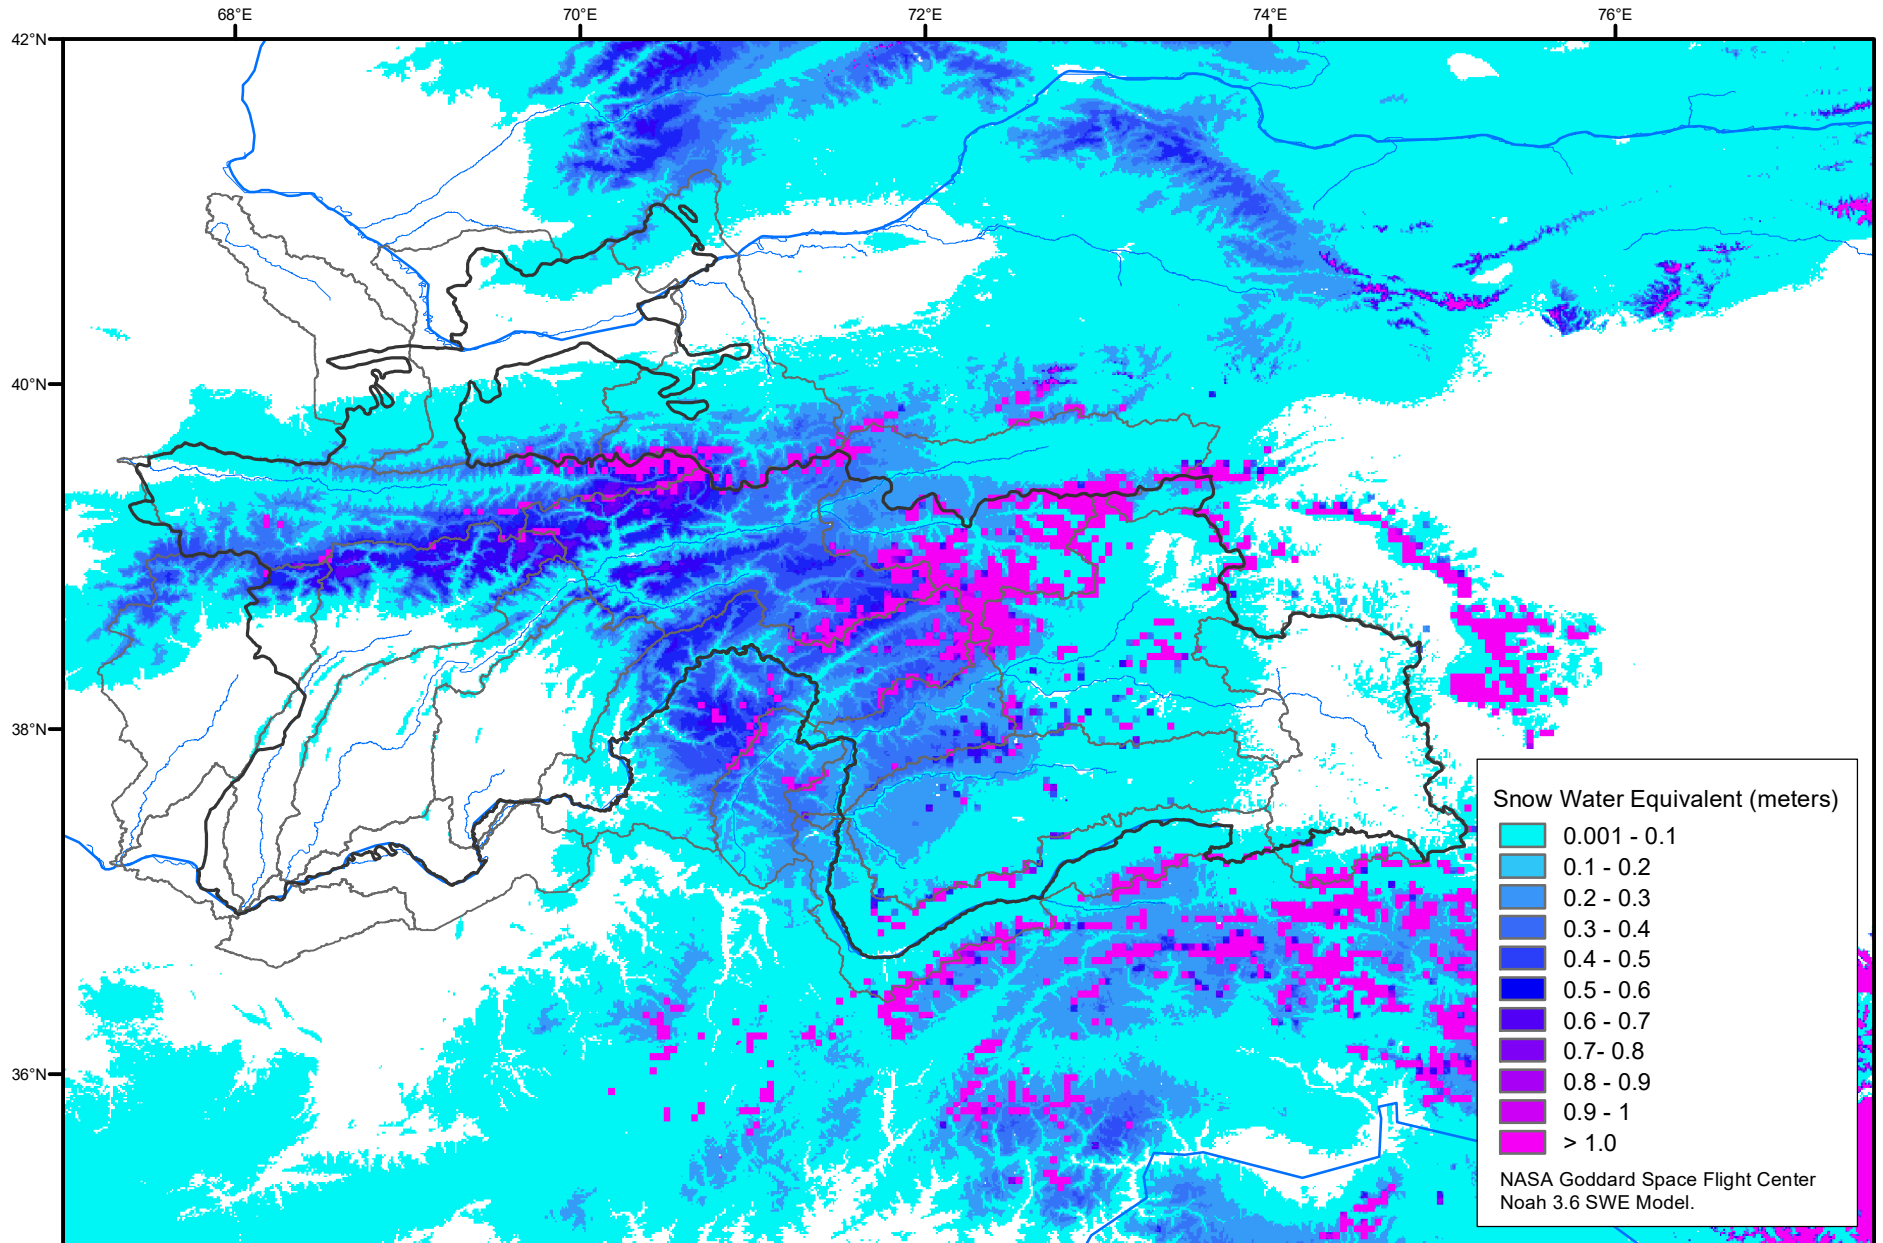 68°E
70°E
72°E
74°E
76°E
42°N
40°N
38°N
36°N
Snow Water Equivalent (meters)
0.001 - 0.1
0.1 - 0.2
0.2 - 0.3
0.3 - 0.4
0.4 - 0.5
0.5 - 0.6
0.6 - 0.7
0.7- 0.8
0.8 - 0.9
0.9 - 1
> 1.0
NASA Goddard Space Flight Center
Noah 3.6 SWE Model.